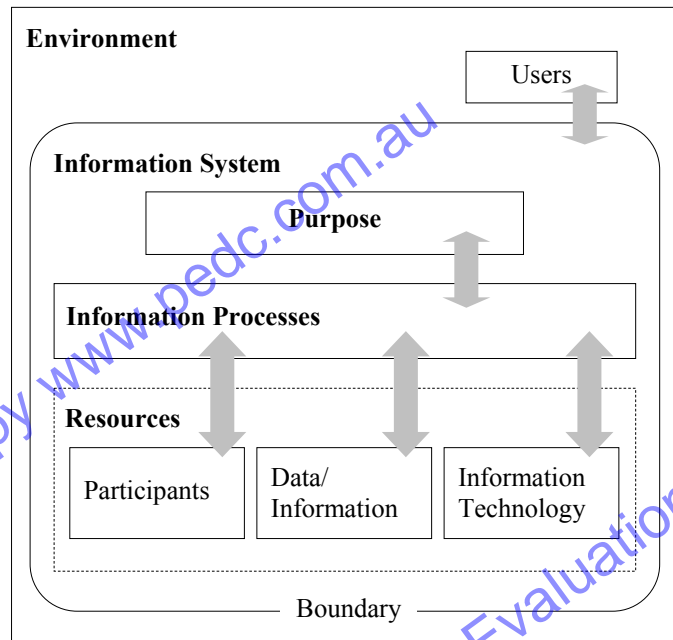 Environment
Users
Information System
Purpose
Information Processes
Resources
Participants
Data/
Information
Information
Technology
Boundary
py www.pedc.com.au
Evaluation